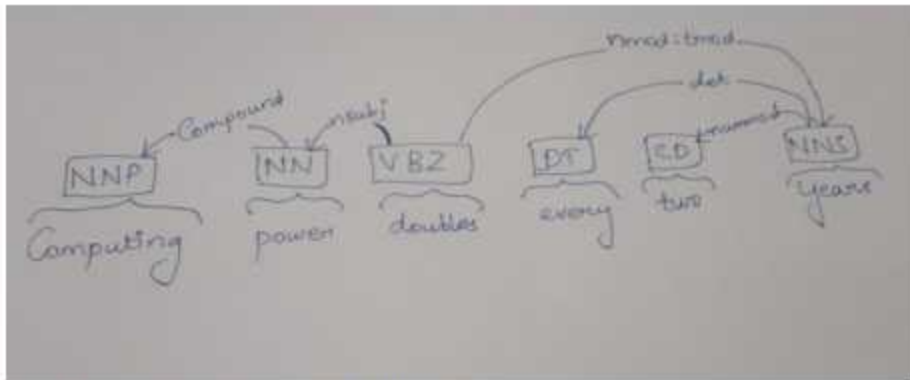 nmod:tmod
det
Compound nsubj nummod
NNP NN VBZ DT CD NNS
Computing power doubles every two years